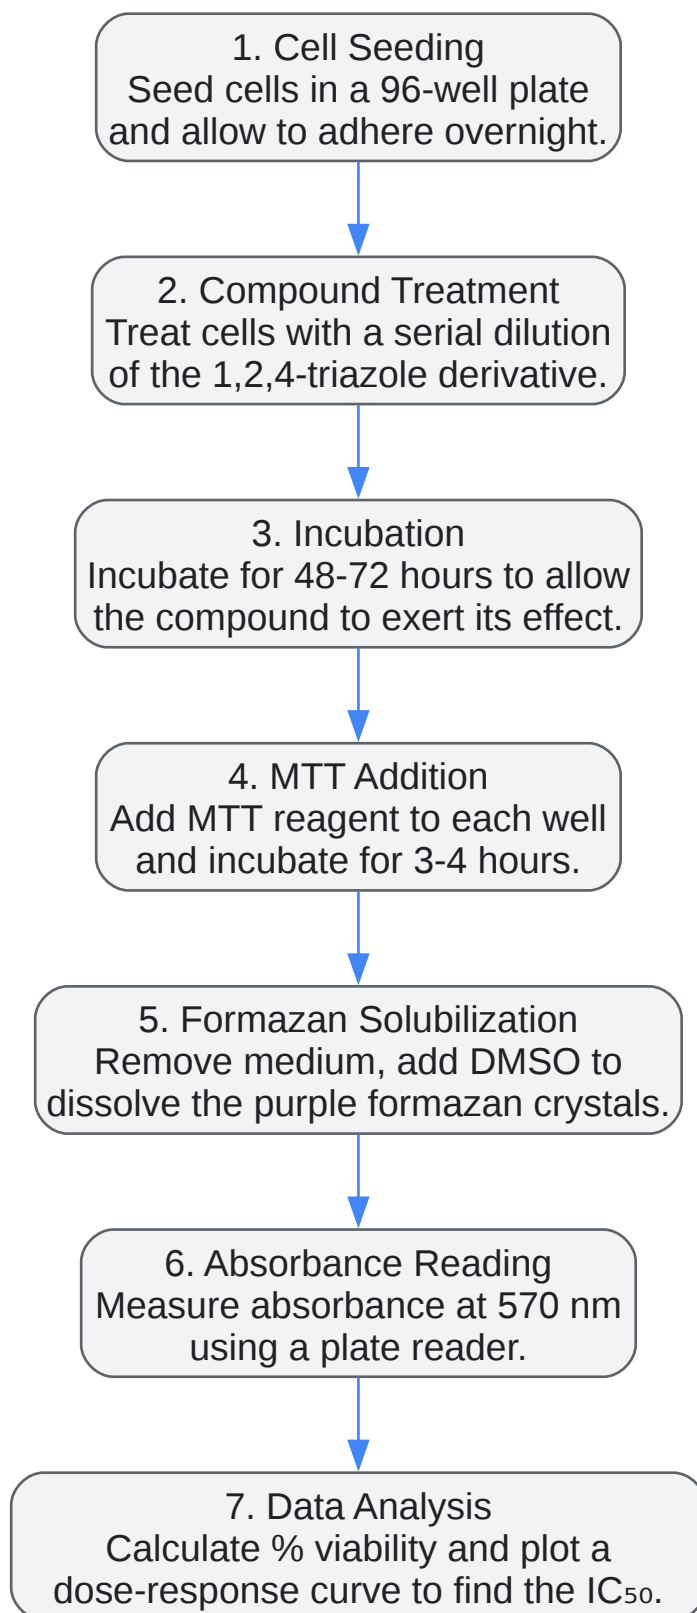 1. Cell Seeding
Seed cells in a 96-well plate
and allow to adhere overnight.
2. Compound Treatment
Treat cells with a serial dilution
of the 1,2,4-triazole derivative.
3. Incubation
Incubate for 48-72 hours to allow
the compound to exert its effect.
4. MTT Addition
Add MTT reagent to each well
and incubate for 3-4 hours.
5. Formazan Solubilization
Remove medium, add DMSO to
dissolve the purple formazan crystals.
6. Absorbance Reading
Measure absorbance at 570 nm
using a plate reader.
7. Data Analysis
Calculate % viability and plot a
dose-response curve to find the IC₅₀.